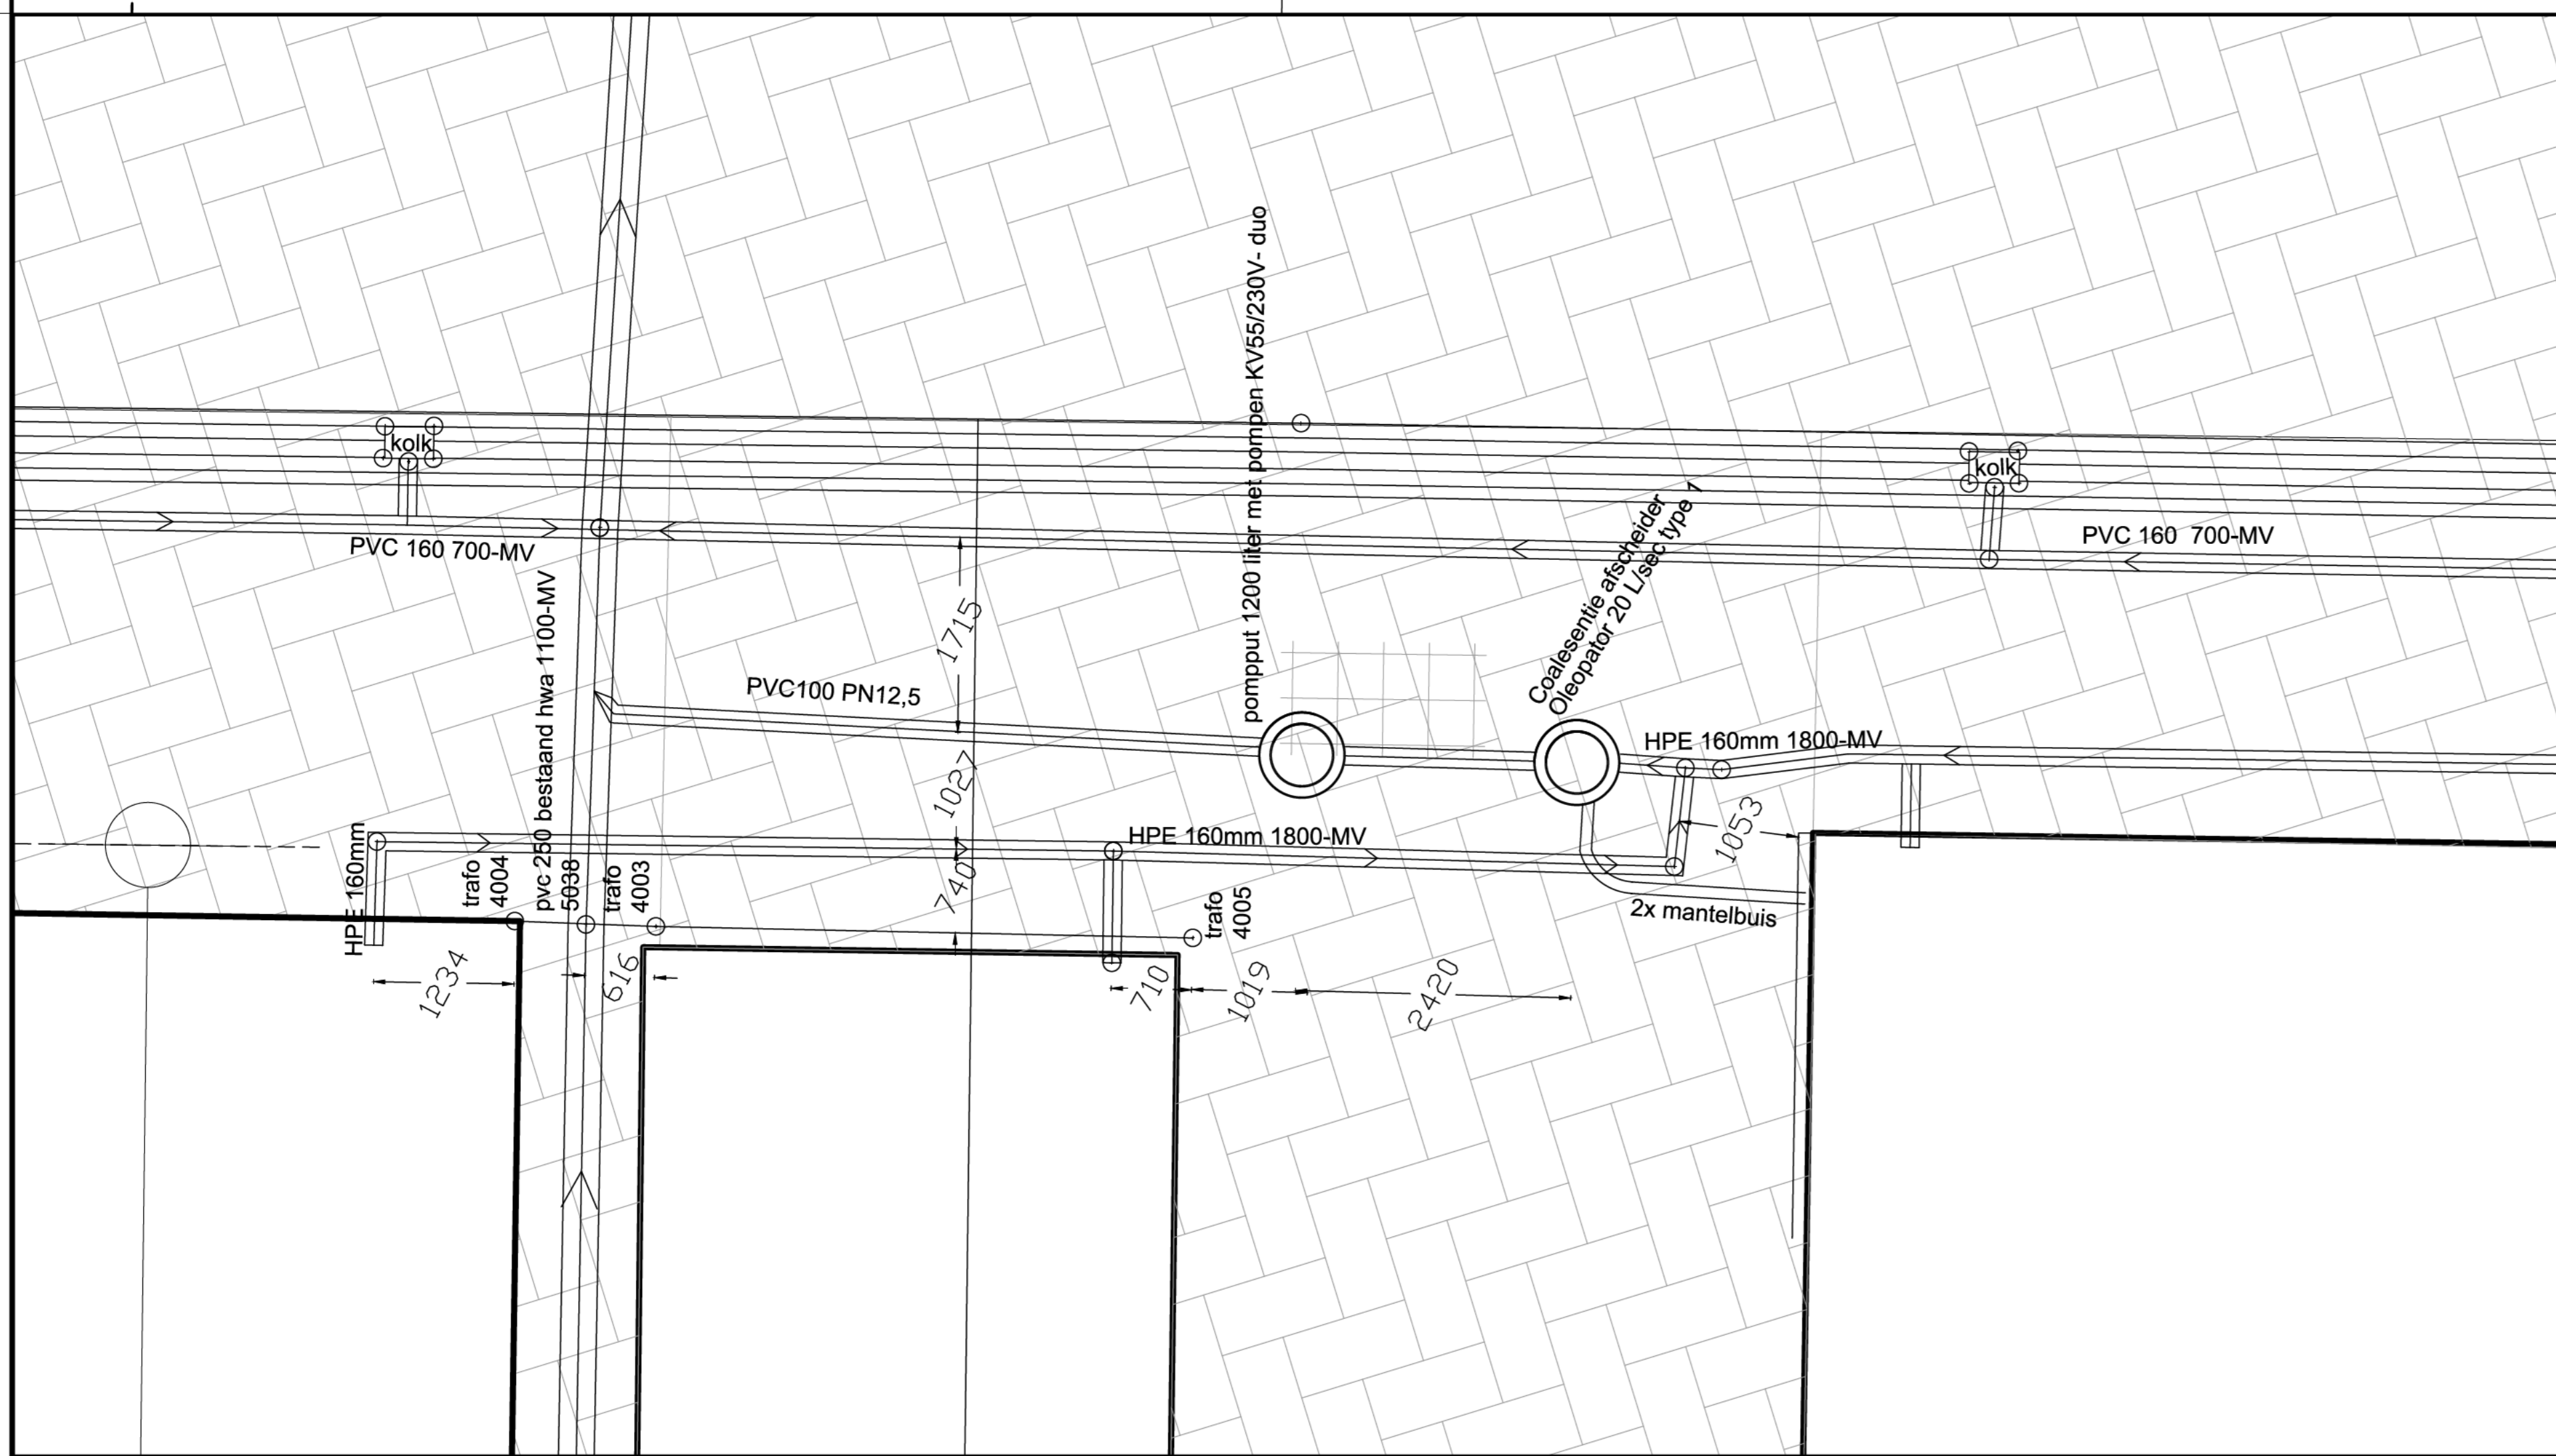 kolk
kolk
PVC 160 700-MV
PVC 160  700-MV
pompput 1200 liter met pompen KV55/230V- duo
Coalesentie afscheider
Oleopator 20 L/sec type 1
1715
PVC100 PN12,5
pvc 250 bestaand hwa 1100-MV
HPE 160mm 1800-MV
1027
HPE 160mm 1800-MV
1053
HPE 160mm
trafo
4004
5038
trafo
4003
740
trafo
4005
2x mantelbuis
1234
616
710
1019
2420